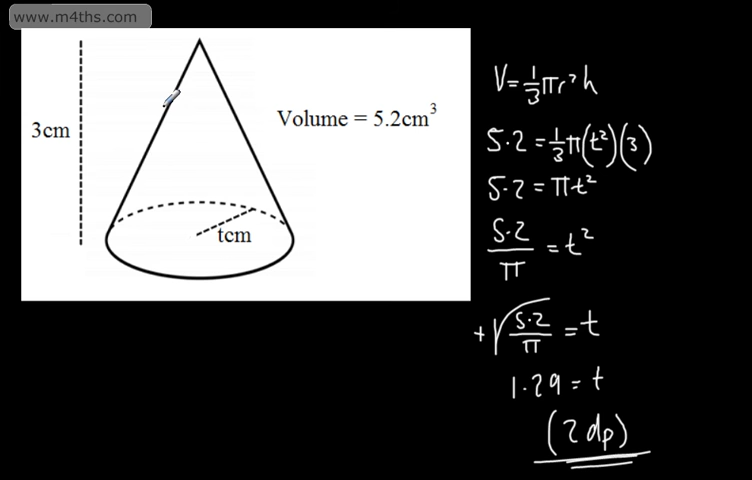 www.m4ths.com
3cm
Volume = 5.2cm³
tcm
V=⅓πr²h
5.2=⅓π(t²)(3)
5.2=πt²
5.2/π=t²
+√(5.2/π)=t
1.29=t
(2dp)